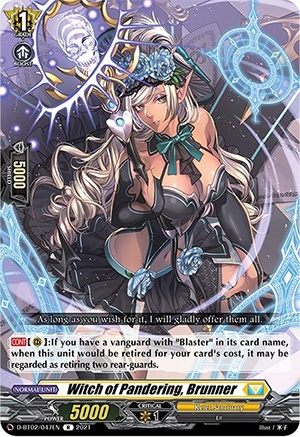 1
GRADE
BOOST
5000
SHIELD
As long as you wish for it, I will gladly offer them all.
CONT :If you have a vanguard with "Blaster" in its card name,
when this unit would be retired for your card's cost, it may be
regarded as retiring two rear-guards.
NORMAL UNIT
Witch of Pandering, Brunner
D-BT02/047EN R 2021
POWER 5000
CRITICAL 1
Keter Sanctuary
Elf
Illust /